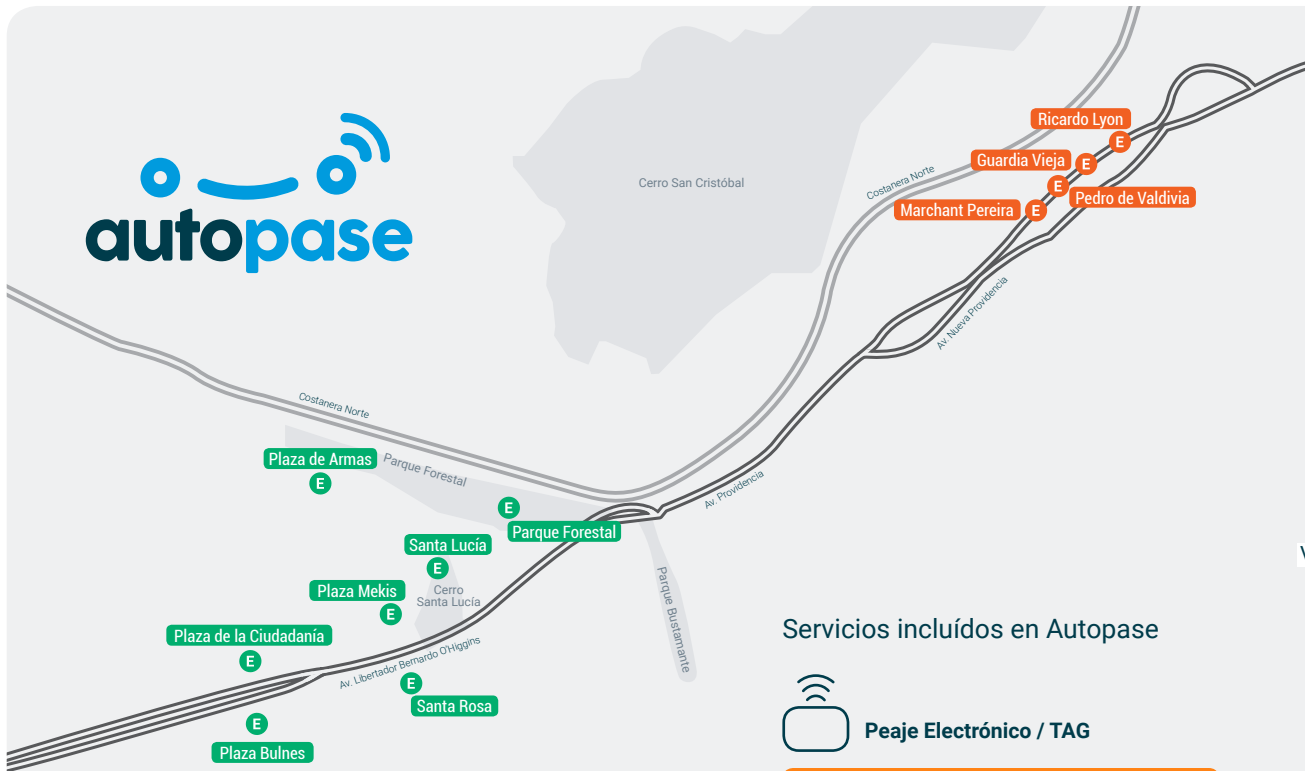 autopase
Cerro San Cristóbal
Costanera Norte
Ricardo Lyon
Guardia Vieja
Pedro de Valdivia
Marchant Pereira
Av. Nueva Providencia
Costanera Norte
Parque Forestal
Plaza de Armas
Av. Providencia
Parque Forestal
Santa Lucía
Cerro
Santa Lucía
Plaza Mekis
Parque Bustamante
Plaza de la Ciudadanía
Av. Libertador Bernardo O'Higgins
Santa Rosa
Plaza Bulnes
E
E
E
E
E
E
E
E
E
E
E
Servicios incluídos en Autopase
Peaje Electrónico / TAG